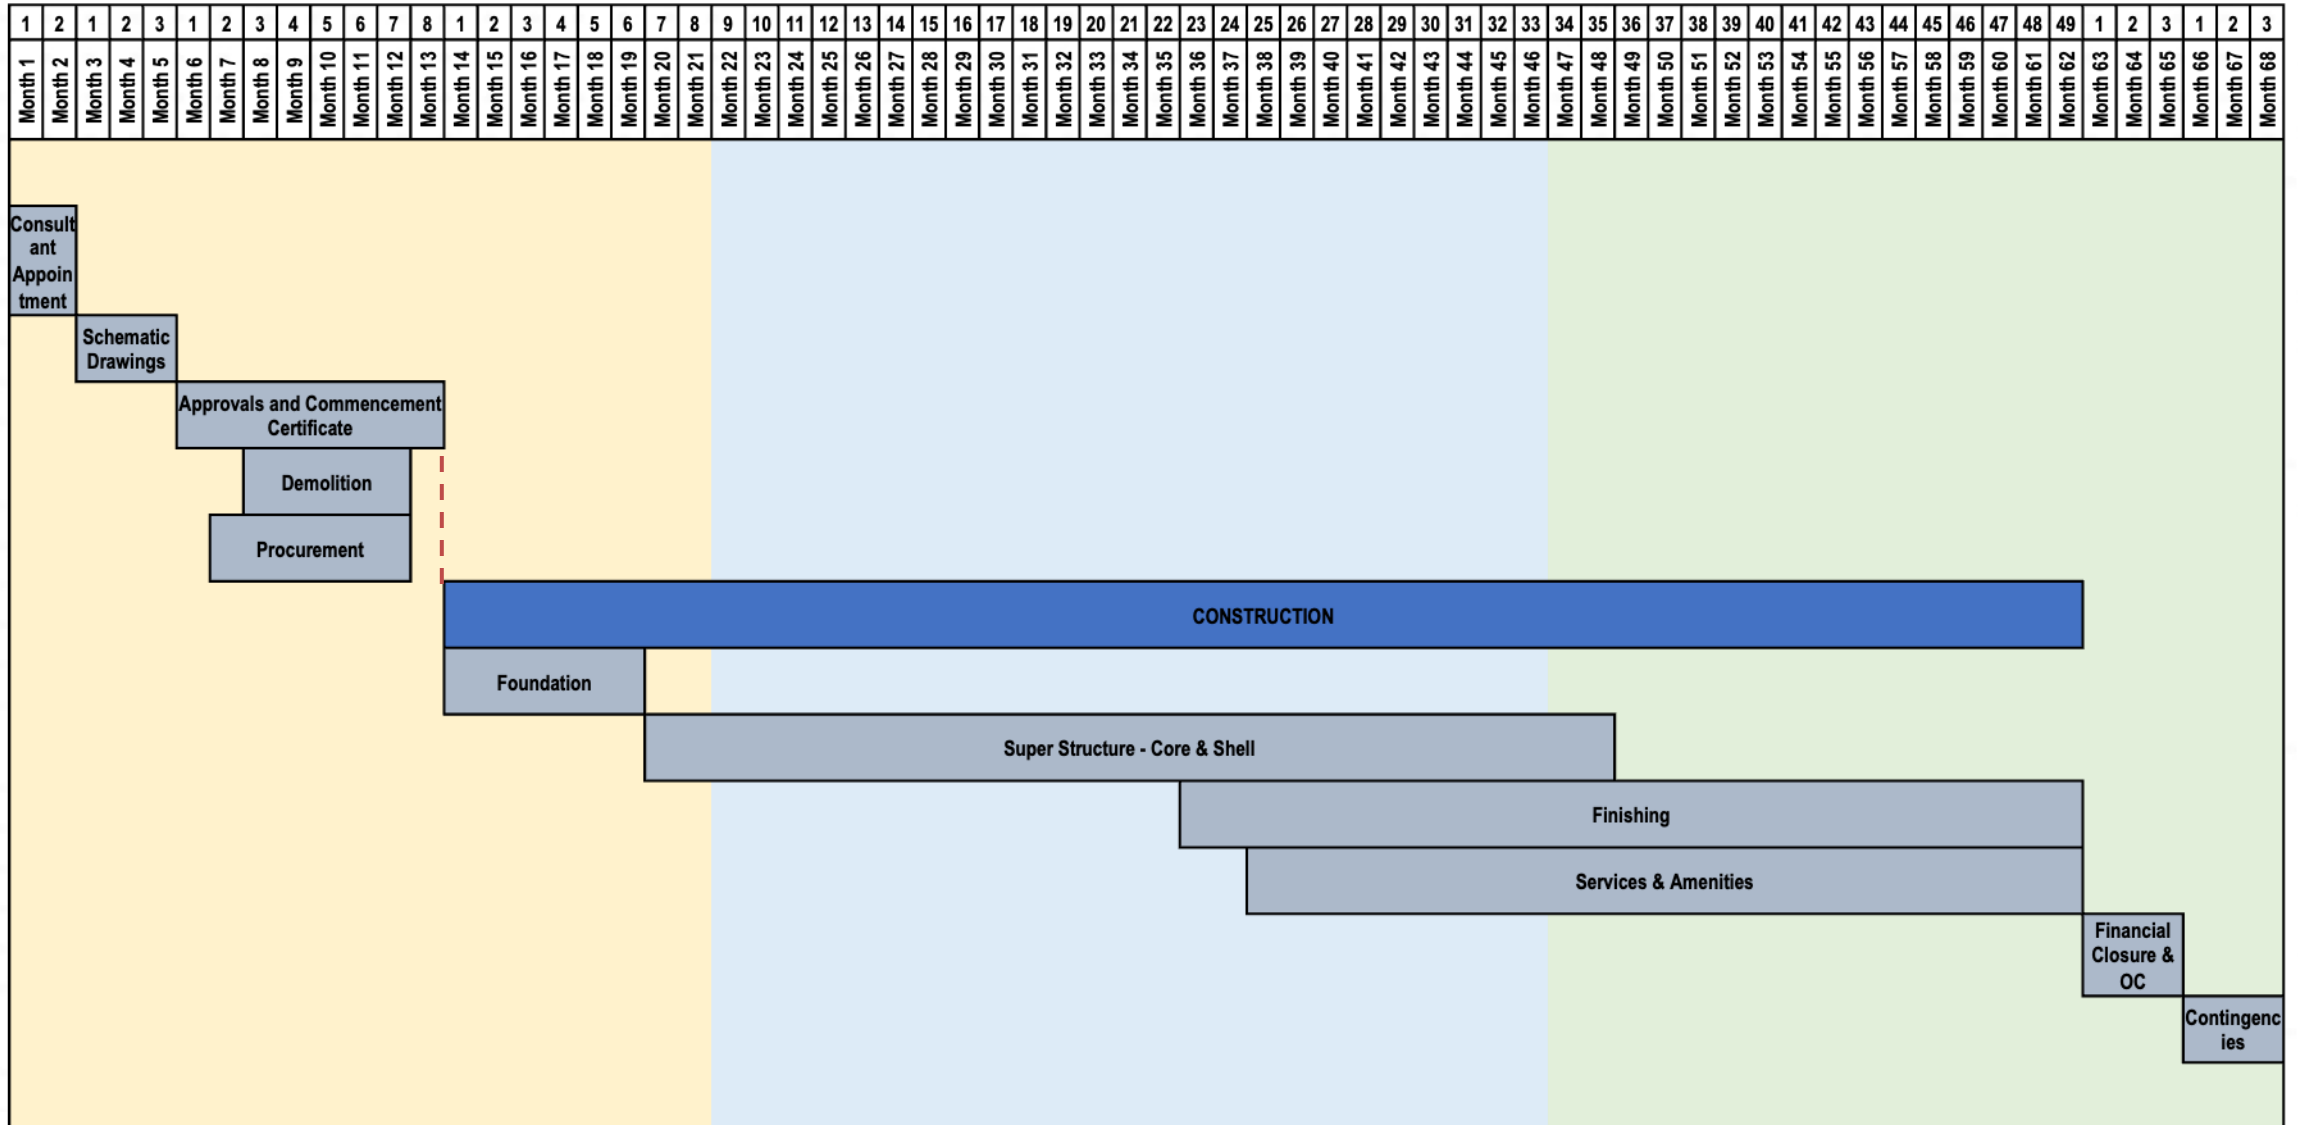 1 2 1 2 3 1 2 3 4 5 6 7 8 1 2 3 4 5 6 7 8 9 10 11 12 13 14 15 16 17 18 19 20 21 22 23 24 25 26 27 28 29 30 31 32 33 34 35 36 37 38 39 40 41 42 43 44 45 46 47 48 49 1 2 3 1 2 3
Month 1
Month 2
Month 3
Month 4
Month 5
Month 6
Month 7
Month 8
Month 9
Month 10
Month 11
Month 12
Month 13
Month 14
Month 15
Month 16
Month 17
Month 18
Month 19
Month 20
Month 21
Month 22
Month 23
Month 24
Month 25
Month 26
Month 27
Month 28
Month 29
Month 30
Month 31
Month 32
Month 33
Month 34
Month 35
Month 36
Month 37
Month 38
Month 39
Month 40
Month 41
Month 42
Month 43
Month 44
Month 45
Month 46
Month 47
Month 48
Month 49
Month 50
Month 51
Month 52
Month 53
Month 54
Month 55
Month 56
Month 57
Month 58
Month 59
Month 60
Month 61
Month 62
Month 63
Month 64
Month 65
Month 66
Month 67
Month 68
Consult
ant
Appoin
tment
Schematic
Drawings
Approvals and Commencement
Certificate
Demolition
Procurement
CONSTRUCTION
Foundation
Super Structure - Core & Shell
Finishing
Services & Amenities
Financial
Closure &
OC
Contingenc
ies